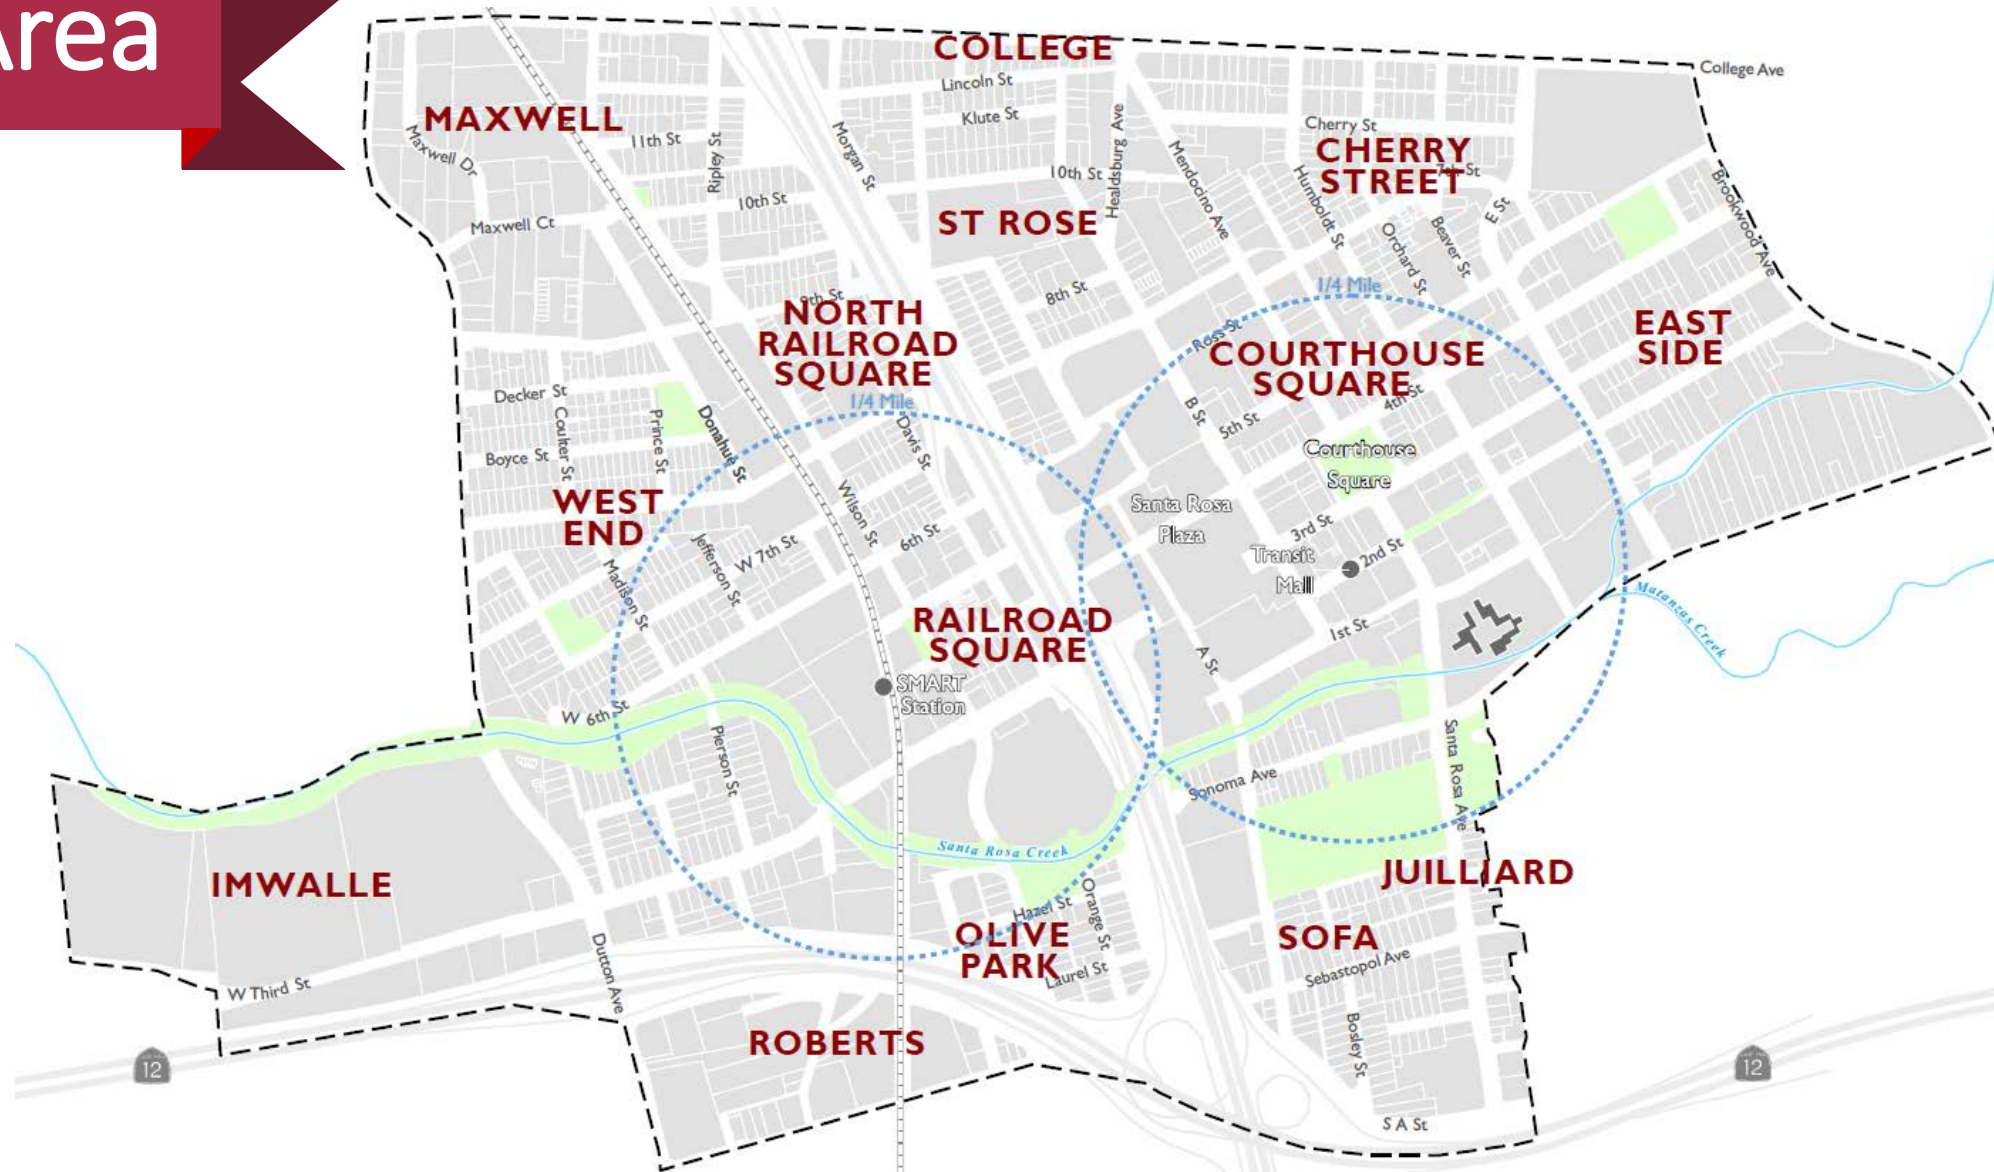 Area
COLLEGE
College Ave
Lincoln St
MAXWELL
Klute St
Cherry St
11th St
Ripley St
Morgan St
Healdsburg Ave
Mendocino Ave
CHERRY
STREET
7th St
Maxwell Dr
10th St
10th St
Humboldt St
E St
Brookwood Ave
Maxwell Ct
ST ROSE
Orchard St
Beaver St
8th St
1/4 Mile
9th St
NORTH
RAILROAD
SQUARE
1/4 Mile
Ross St
COURTHOUSE
SQUARE
EAST
SIDE
Decker St
Coulter St
Prince St
Donahue St
Davis St
B St
5th St
4th St
Boyce St
Courthouse
Square
WEST
END
Wilson St
6th St
Santa Rosa
Plaza
3rd St
Transit
Mall
2nd St
Jefferson St
W 7th St
Madison St
Matanzas Creek
RAILROAD
SQUARE
1st St
A St
SMART
Station
W 6th St
Pierson St
Santa Rosa Ave
Sonoma Ave
Santa Rosa Creek
IMWALLE
JUILLIARD
Hazel St
Orange St
OLIVE
PARK
SOFA
Laurel St
Sebastopol Ave
Dutton Ave
W Third St
ROBERTS
Bosley St
12
12
S A St